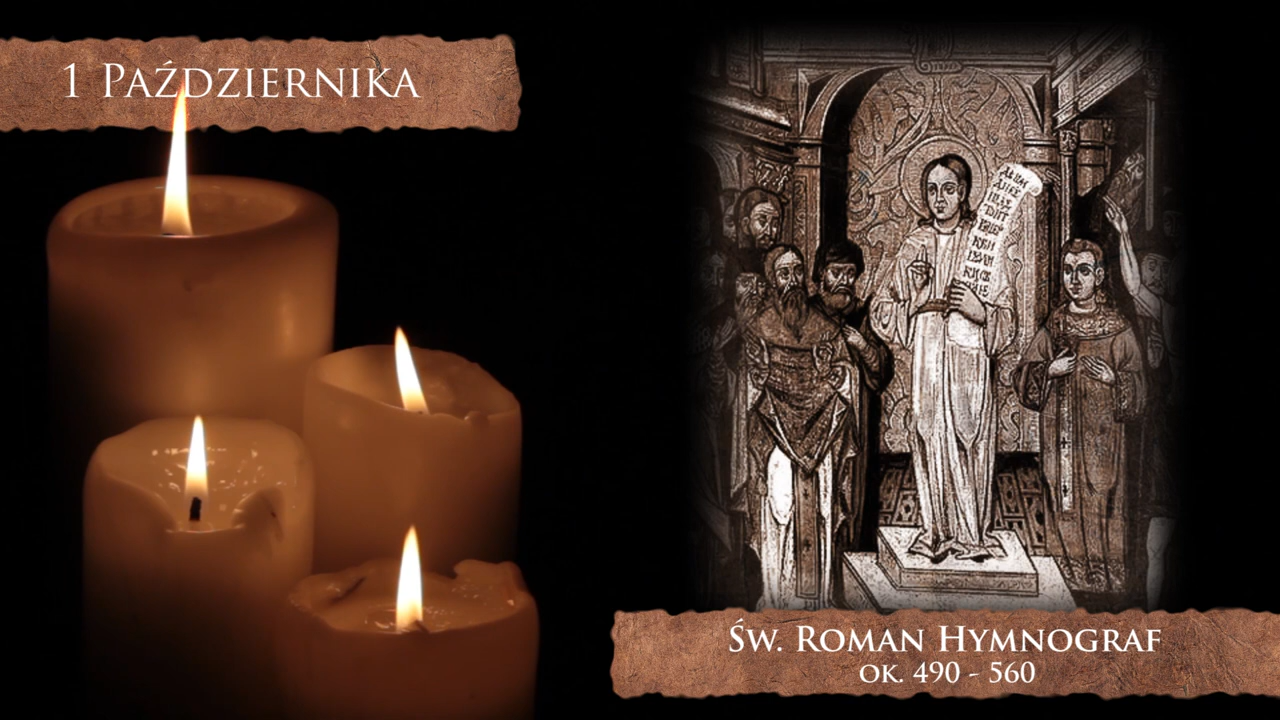 1 Października
Św. Roman Hymnograf
ok. 490 - 560